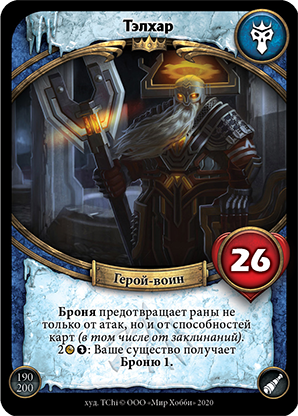 Тэлхар
Герой-воин
26
Броня предотвращает раны не
только от атак, но и от способностей
карт (в том числе от заклинаний).
2: Ваше существо получает
Броню 1.
190
200
худ. TChi © ООО «Мир Хобби» 2020